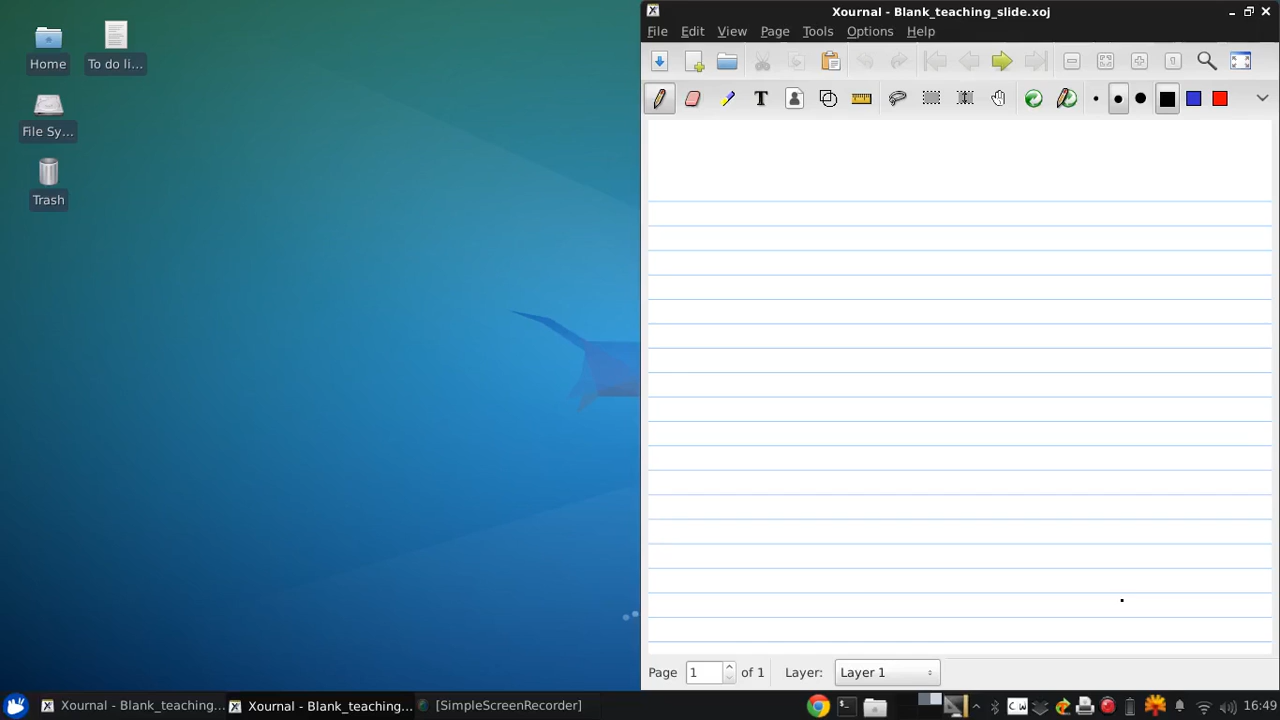 Xournal - Blank_teaching_slide.xoj
File Edit View Page Tools Options Help
Home
To do li...
File Sy...
Trash
Page 1 of 1 Layer: Layer 1
Xournal - Blank_teaching...
Xournal - Blank_teaching...
[SimpleScreenRecorder]
16:49